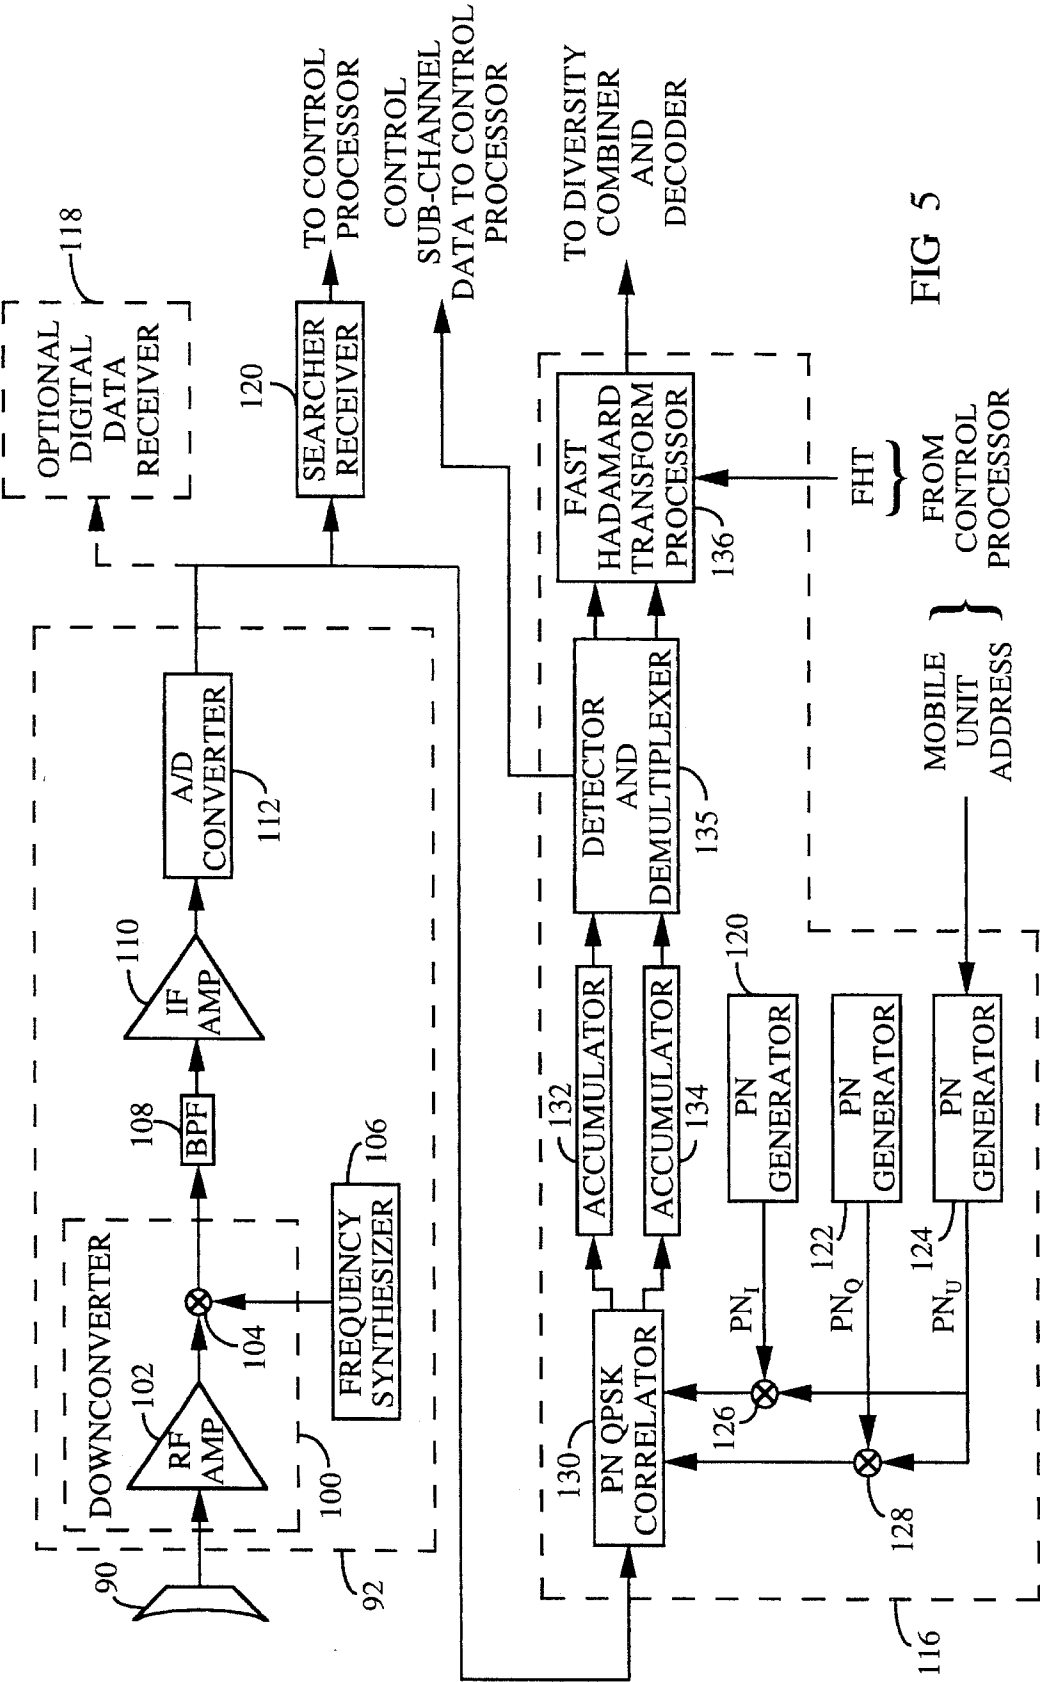 90
92
DOWNCONVERTER
RF
AMP
102
104
100
FREQUENCY
SYNTHESIZER
106
108
BPF
IF
AMP
110
A/D
CONVERTER
112
OPTIONAL
DIGITAL
DATA
RECEIVER
118
120
SEARCHER
RECEIVER
TO CONTROL
PROCESSOR
CONTROL
SUB-CHANNEL
DATA TO CONTROL
PROCESSOR
130
PN QPSK
CORRELATOR
132
ACCUMULATOR
ACCUMULATOR
134
DETECTOR
AND
DEMULTIPLEXER
135
FAST
HADAMARD
TRANSFORM
PROCESSOR
136
TO DIVERSITY
COMBINER
AND
DECODER
126
PNI
PN
GENERATOR
120
128
PNQ
122
PN
GENERATOR
PNU
124
PN
GENERATOR
MOBILE
UNIT
ADDRESS
}
FHT
}
FROM
CONTROL
PROCESSOR
116
FIG 5